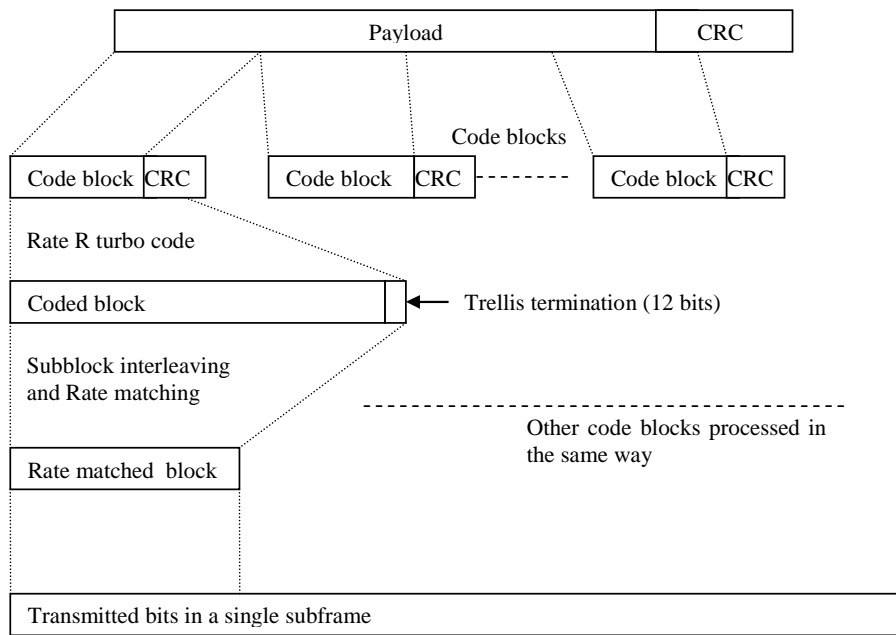 Payload CRC
Code blocks
Code block CRC Code block CRC Code block CRC
Rate R turbo code
Coded block
Trellis termination (12 bits)
Subblock interleaving
and Rate matching
Other code blocks processed in
the same way
Rate matched block
Transmitted bits in a single subframe